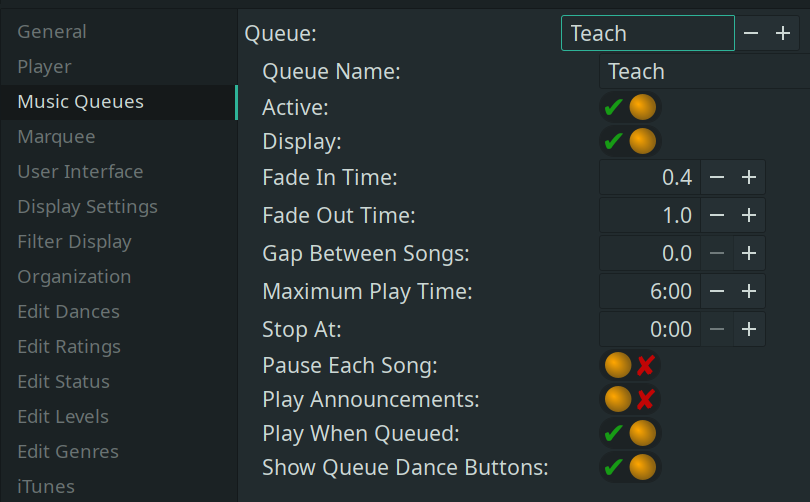 General
Player
Music Queues
Marquee
User Interface
Display Settings
Filter Display
Organization
Edit Dances
Edit Ratings
Edit Status
Edit Levels
Edit Genres
iTunes
Queue: Teach
Queue Name: Teach
Active:
Display:
Fade In Time: 0.4
Fade Out Time: 1.0
Gap Between Songs: 0.0
Maximum Play Time: 6:00
Stop At: 0:00
Pause Each Song:
Play Announcements:
Play When Queued:
Show Queue Dance Buttons: